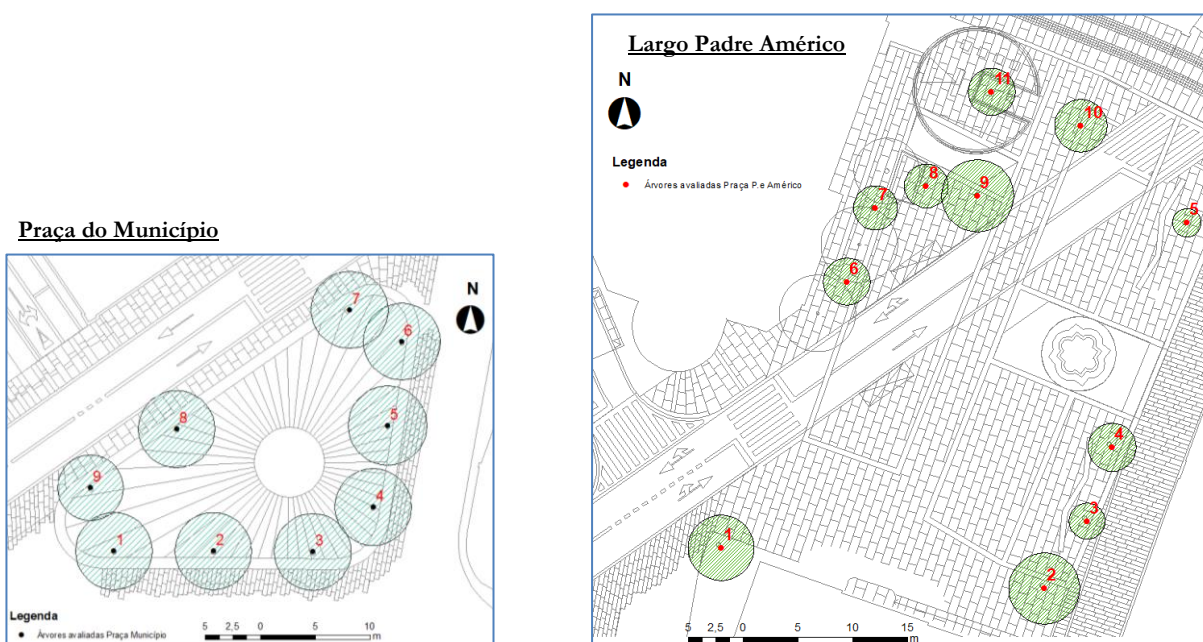 Praça do Município
N
7
6
8
5
9
4
1
2
3
Legenda
Árvores avaliadas Praça Município
5 2,5 0 5 10
m
Largo Padre Américo
N
Legenda
Árvores avaliadas Praça P.e Américo
11
10
8
9
7
5
6
4
3
1
2
5 2,5 0 5 10 15
m